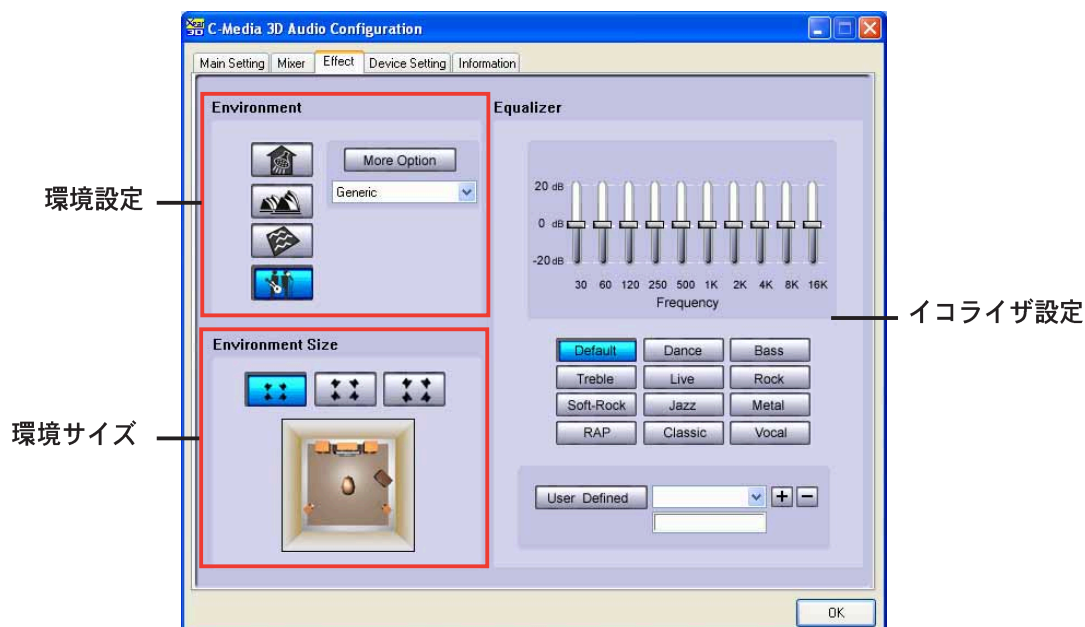 Xear 3D C-Media 3D Audio Configuration
Main Setting Mixer Effect Device Setting Information
Environment
More Option
Generic
環境設定
Environment Size
環境サイズ
Equalizer
20 dB
0 dB
-20 dB
30 60 120 250 500 1K 2K 4K 8K 16K
Frequency
イコライザ設定
Default Dance Bass
Treble Live Rock
Soft-Rock Jazz Metal
RAP Classic Vocal
User Defined
OK